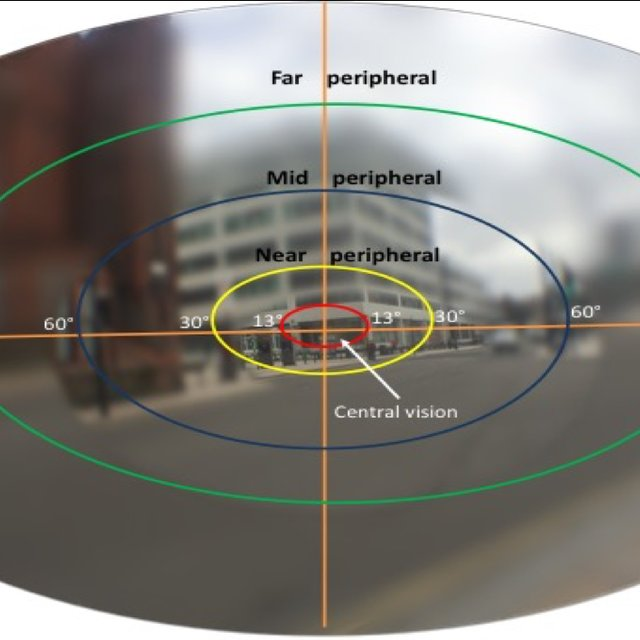 Far peripheral
Mid peripheral
Near peripheral
60° 30° 13° 13° 30° 60°
Central vision